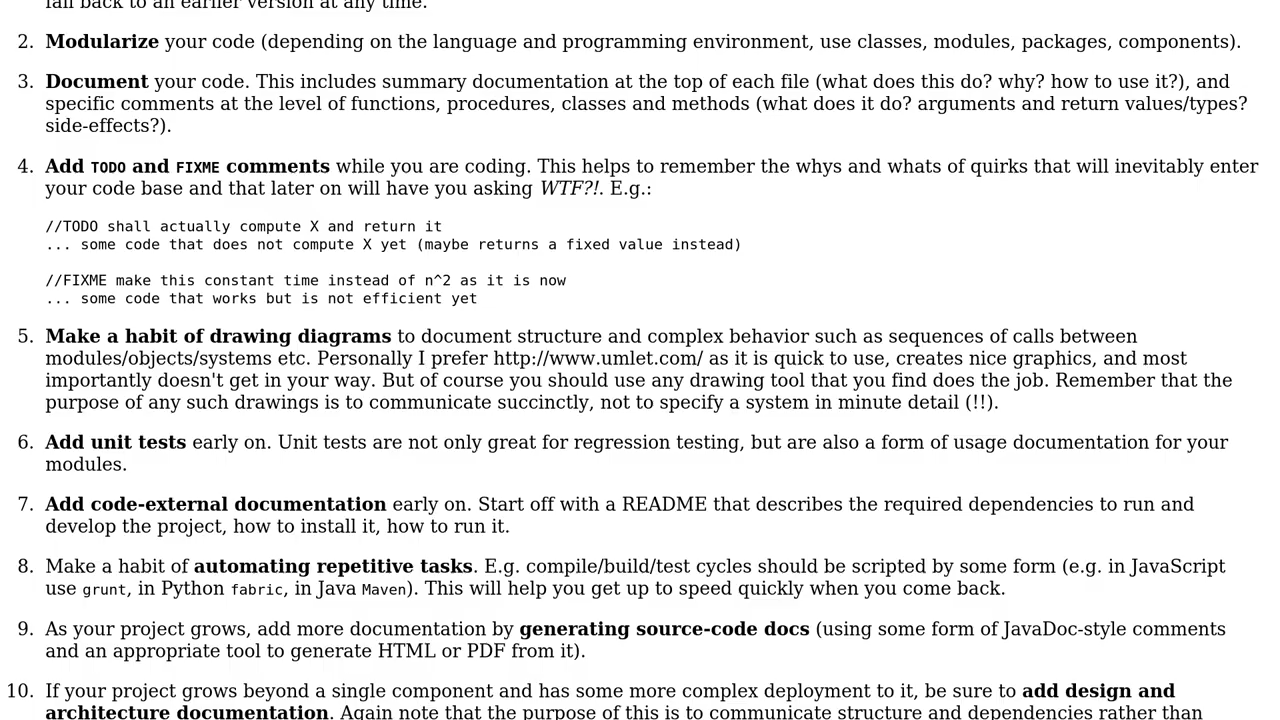 fall back to an earlier version at any time.
2. Modularize your code (depending on the language and programming environment, use classes, modules, packages, components).
3. Document your code. This includes summary documentation at the top of each file (what does this do? why? how to use it?), and
specific comments at the level of functions, procedures, classes and methods (what does it do? arguments and return values/types?
side-effects?).
4. Add TODO and FIXME comments while you are coding. This helps to remember the whys and whats of quirks that will inevitably enter
your code base and that later on will have you asking WTF?!. E.g.:
//TODO shall actually compute X and return it
... some code that does not compute X yet (maybe returns a fixed value instead)
//FIXME make this constant time instead of n^2 as it is now
... some code that works but is not efficient yet
5. Make a habit of drawing diagrams to document structure and complex behavior such as sequences of calls between
modules/objects/systems etc. Personally I prefer http://www.umlet.com/ as it is quick to use, creates nice graphics, and most
importantly doesn't get in your way. But of course you should use any drawing tool that you find does the job. Remember that the
purpose of any such drawings is to communicate succinctly, not to specify a system in minute detail (!!).
6. Add unit tests early on. Unit tests are not only great for regression testing, but are also a form of usage documentation for your
modules.
7. Add code-external documentation early on. Start off with a README that describes the required dependencies to run and
develop the project, how to install it, how to run it.
8. Make a habit of automating repetitive tasks. E.g. compile/build/test cycles should be scripted by some form (e.g. in JavaScript
use grunt, in Python fabric, in Java Maven). This will help you get up to speed quickly when you come back.
9. As your project grows, add more documentation by generating source-code docs (using some form of JavaDoc-style comments
and an appropriate tool to generate HTML or PDF from it).
10. If your project grows beyond a single component and has some more complex deployment to it, be sure to add design and
architecture documentation. Again note that the purpose of this is to communicate structure and dependencies rather than